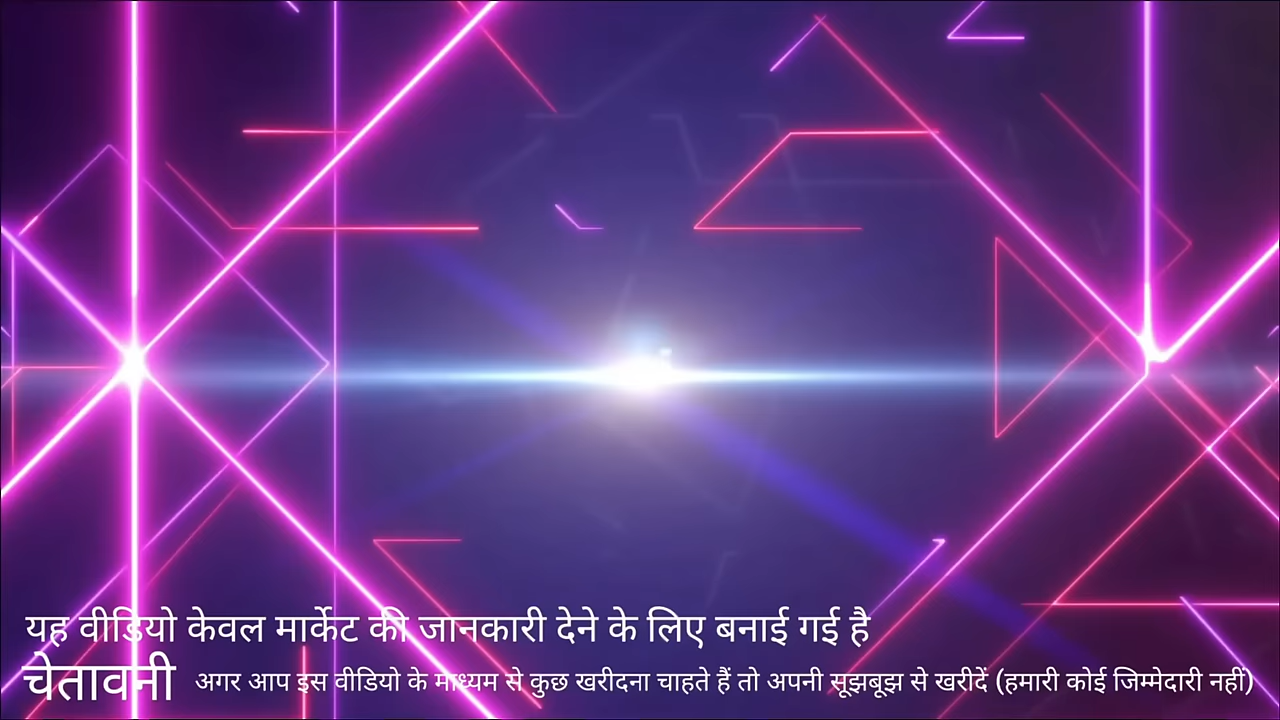 यह वीडियो केवल मार्केट की जानकारी देने के लिए बनाई गई है
चेतावनी अगर आप इस वीडियो के माध्यम से कुछ खरीदना चाहते हैं तो अपनी सूझबूझ से खरीदें (हमारी कोई जिम्मेदारी नहीं)